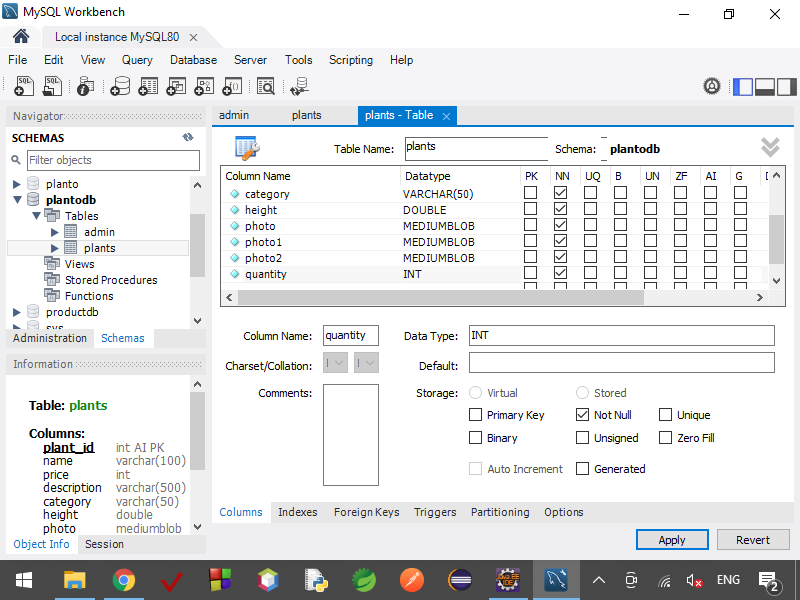 MySQL Workbench
Local instance MySQL80
File Edit View Query Database Server Tools Scripting Help
Navigator
SCHEMAS
Filter objects
planto
plantodb
Tables
admin
plants
Views
Stored Procedures
Functions
productdb
sys
Administration Schemas
Information
Table: plants
Columns:
plant_id int AI PK
name varchar(100)
price int
description varchar(500)
category varchar(50)
height double
photo mediumblob
Object Info Session
admin plants plants - Table
Table Name: plants Schema: plantodb
Column Name Datatype PK NN UQ B UN ZF AI G
category VARCHAR(50)
height DOUBLE
photo MEDIUMBLOB
photo1 MEDIUMBLOB
photo2 MEDIUMBLOB
quantity INT
Column Name: quantity Data Type: INT
Charset/Collation: Default:
Comments: Storage: Virtual Stored
Primary Key Not Null Unique
Binary Unsigned Zero Fill
Auto Increment Generated
Columns Indexes Foreign Keys Triggers Partitioning Options
Apply Revert
ENG
2